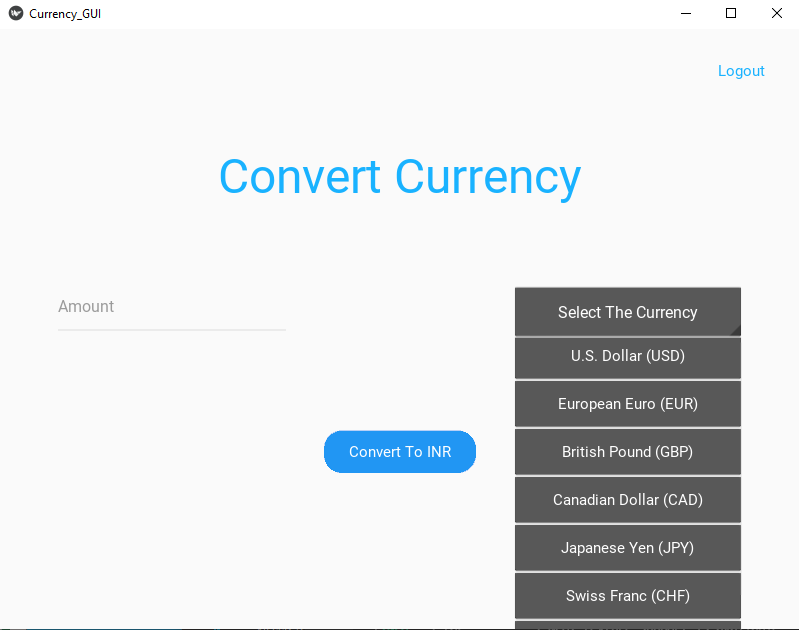 Currency_GUI
Logout
Convert Currency
Amount
Select The Currency
U.S. Dollar (USD)
European Euro (EUR)
British Pound (GBP)
Convert To INR
Canadian Dollar (CAD)
Japanese Yen (JPY)
Swiss Franc (CHF)